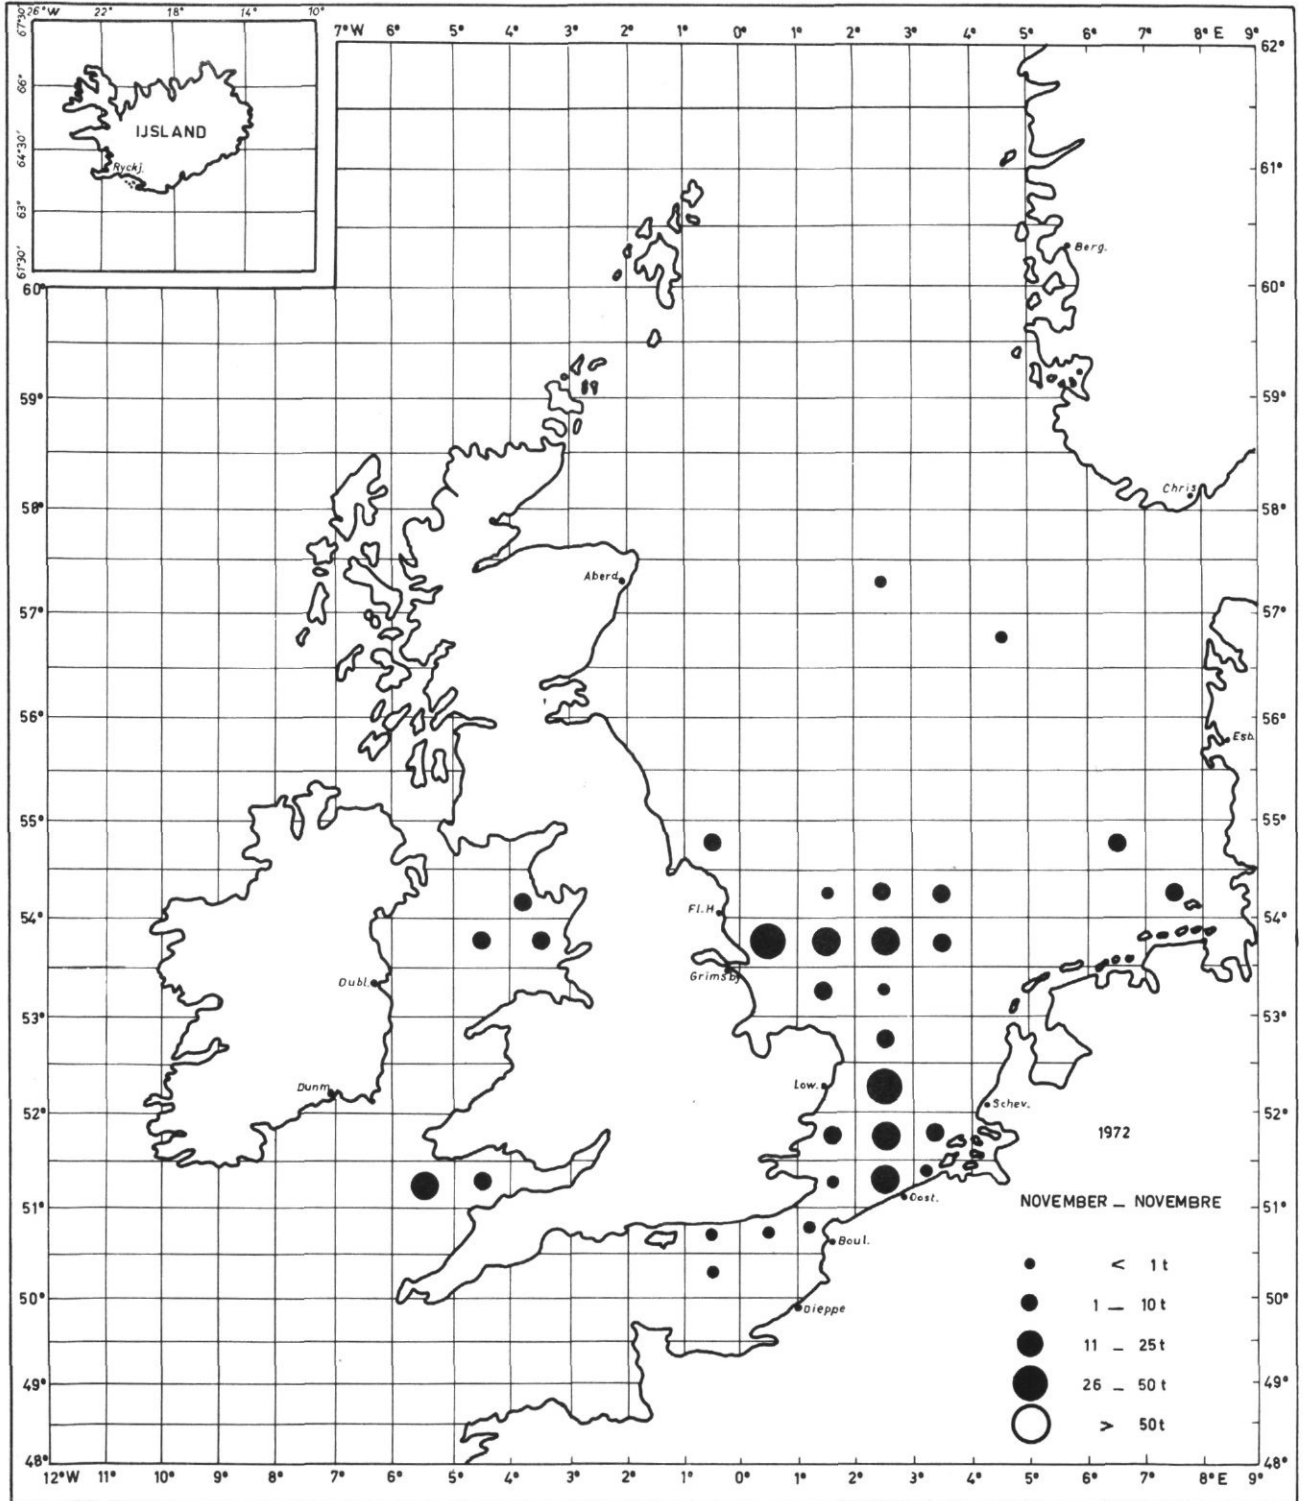 26°W 22° 18° 14° 10°
67°30'
66°
64°30'
63°
61°30'
IJSLAND
Ryckj.
7°W 6° 5° 4° 3° 2° 1° 0° 1° 2° 3° 4° 5° 6° 7° 8°E 9°
62°
61°
Berg.
60° 60°
59° 59°
Chris
58° 58°
Aberd.
57° 57°
56° 56°
Esb.
55° 55°
54° 54°
Fl.H.
Grimsby
Dubl.
53° 53°
Dunm.
Low.
Schev.
52° 52°
1972
51° 51°
Oost.
NOVEMBER _ NOVEMBRE
Boul.
< 1 t
50° 50°
1 — 10 t
Dieppe
11 _ 25 t
49° 49°
26 _ 50 t
> 50 t
48° 48°
12°W 11° 10° 9° 8° 7° 6° 5° 4° 3° 2° 1° 0° 1° 2° 3° 4° 5° 6° 7° 8°E 9°